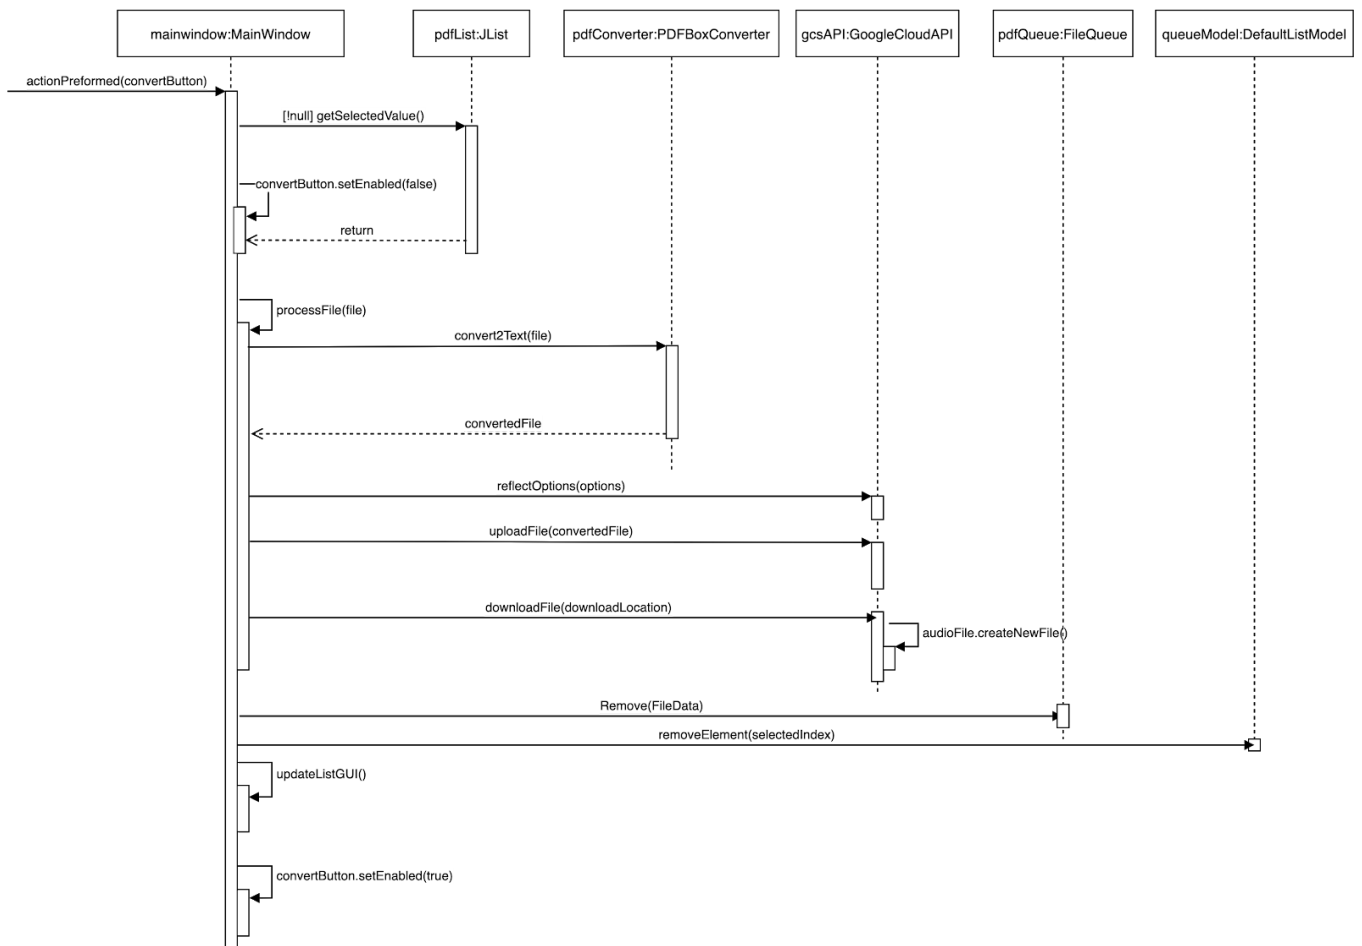 mainwindow:MainWindow
pdfList:JList
pdfConverter:PDFBoxConverter
gcsAPI:GoogleCloudAPI
pdfQueue:FileQueue
queueModel:DefaultListModel
actionPreformed(convertButton)
[!null] getSelectedValue()
convertButton.setEnabled(false)
return
processFile(file)
convert2Text(file)
convertedFile
reflectOptions(options)
uploadFile(convertedFile)
downloadFile(downloadLocation)
audioFile.createNewFile()
Remove(FileData)
removeElement(selectedIndex)
updateListGUI()
convertButton.setEnabled(true)